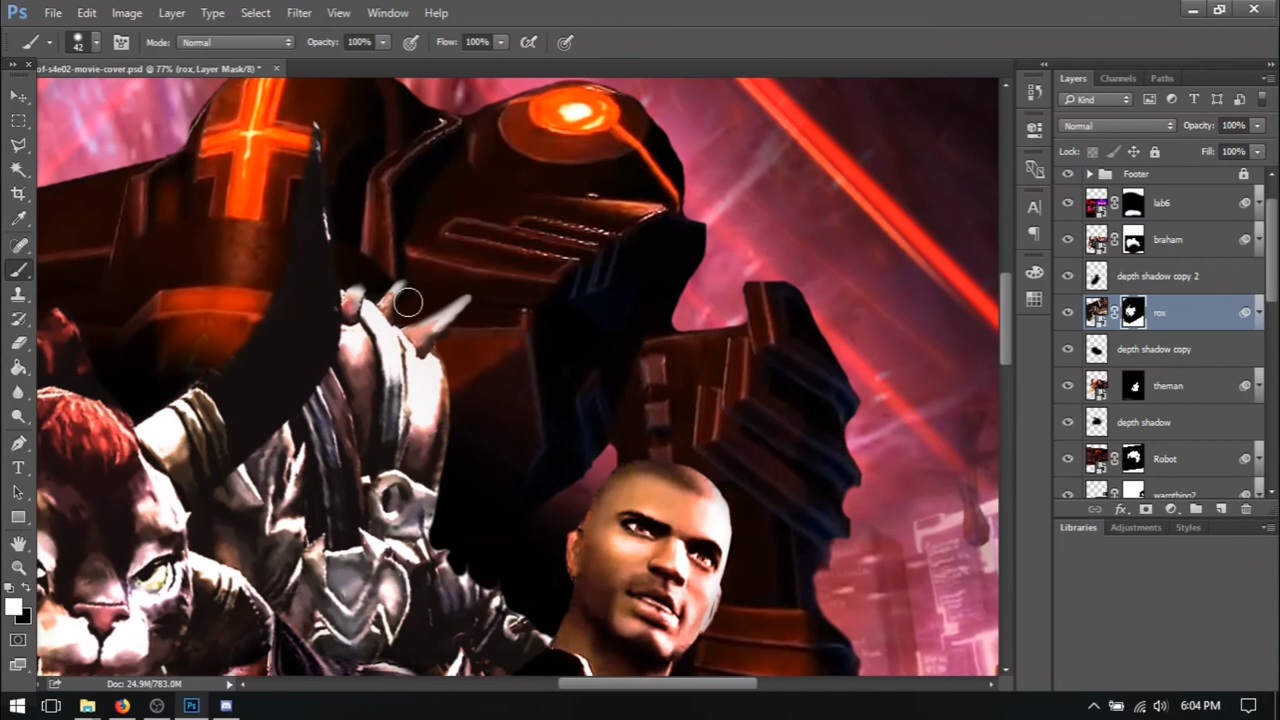 Ps File Edit Image Layer Type Select Filter View Window Help
42 Mode: Normal Opacity: 100% Flow: 100%
of-s4e02-movie-cover.psd @ 77% (rox, Layer Mask/8) * ×
Layers Channels Paths
Kind
Normal Opacity: 100%
Lock: Fill: 100%
Footer
lab6
braham
depth shadow copy 2
rox
depth shadow copy
theman
depth shadow
Robot
warpthing2
Libraries Adjustments Styles
Doc: 24.9M/783.0M
6:04 PM